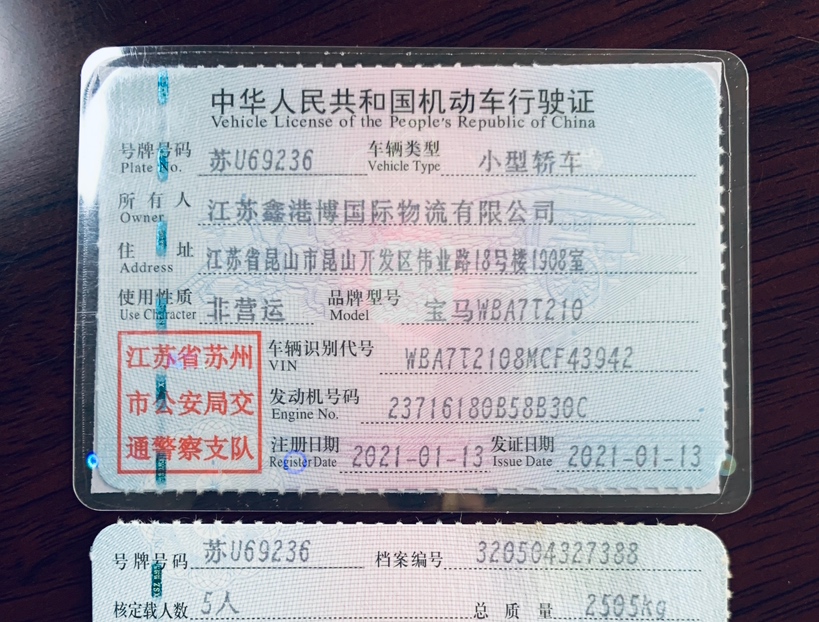 中华人民共和国机动车行驶证
Vehicle License of the People's Republic of China
号牌号码 苏U69236 车辆类型 小型轿车
Plate No. Vehicle Type
所有人 江苏鑫港博国际物流有限公司
Owner
住址 江苏省昆山市昆山开发区伟业路18号楼1908室
Address
使用性质 非营运 品牌型号 宝马WBA7T210
Use Character Model
江苏省苏州
市公安局交
通警察支队
车辆识别代号 WBA7T2108MCF43942
VIN
发动机号码 23716180B58B30C
Engine No.
注册日期 2021-01-13 发证日期 2021-01-13
Register Date Issue Date
号牌号码 苏U69236 档案编号 320504327388
核定载人数 5人 总质量 2505kg